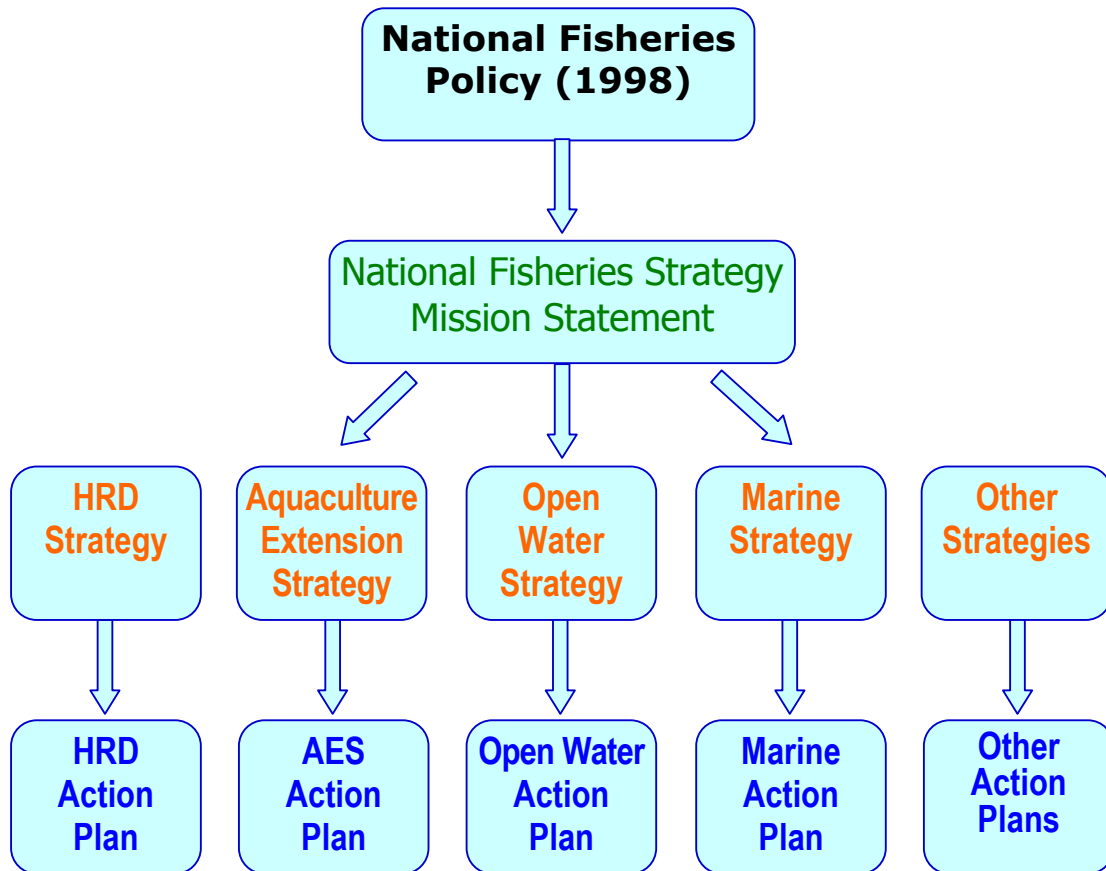 National Fisheries
Policy (1998)
National Fisheries Strategy
Mission Statement
HRD
Strategy
Aquaculture
Extension
Strategy
Open
Water
Strategy
Marine
Strategy
Other
Strategies
HRD
Action
Plan
AES
Action
Plan
Open Water
Action
Plan
Marine
Action
Plan
Other
Action
Plans